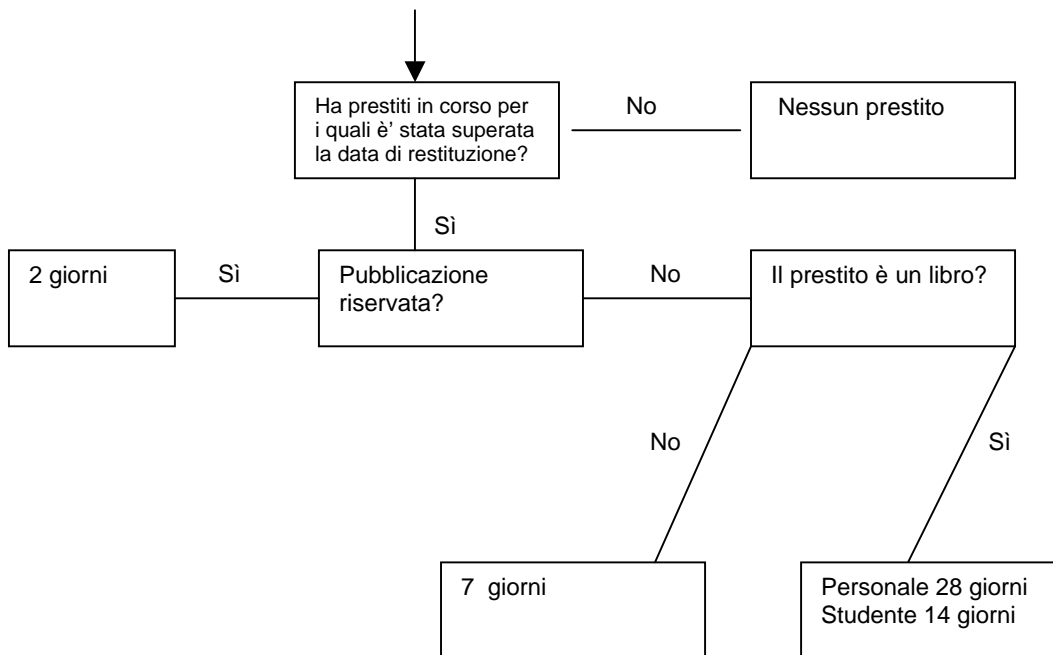 Ha prestiti in corso per
i quali è' stata superata
la data di restituzione?
No
Nessun prestito
Sì
2 giorni
Sì
Pubblicazione
riservata?
No
Il prestito è un libro?
No
Sì
7 giorni
Personale 28 giorni
Studente 14 giorni